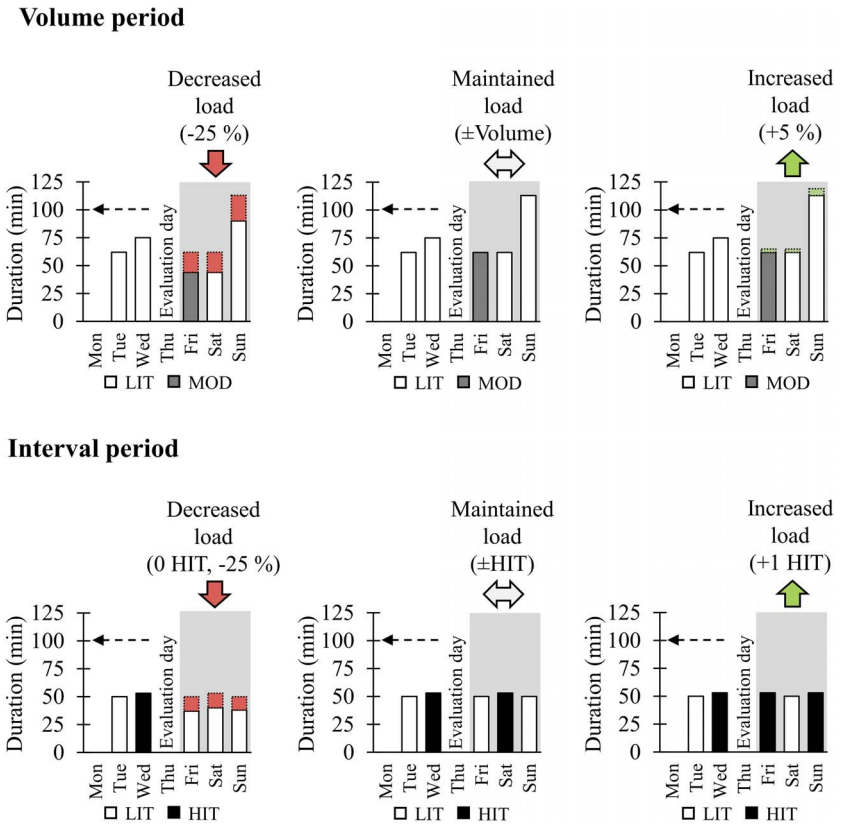 Volume period
Decreased
load
(-25 %)
Maintained
load
(±Volume)
Increased
load
(+5 %)
Duration (min)
125
100
75
50
25
0
Evaluation day
Mon
Tue
Wed
Thu
Fri
Sat
Sun
LIT MOD
Duration (min)
125
100
75
50
25
0
Evaluation day
Mon
Tue
Wed
Thu
Fri
Sat
Sun
LIT MOD
Duration (min)
125
100
75
50
25
0
Evaluation day
Mon
Tue
Wed
Thu
Fri
Sat
Sun
LIT MOD
Interval period
Decreased
load
(0 HIT, -25 %)
Maintained
load
(±HIT)
Increased
load
(+1 HIT)
Duration (min)
125
100
75
50
25
0
Evaluation day
Mon
Tue
Wed
Thu
Fri
Sat
Sun
LIT HIT
Duration (min)
125
100
75
50
25
0
Evaluation day
Mon
Tue
Wed
Thu
Fri
Sat
Sun
LIT HIT
Duration (min)
125
100
75
50
25
0
Evaluation day
Mon
Tue
Wed
Thu
Fri
Sat
Sun
LIT HIT